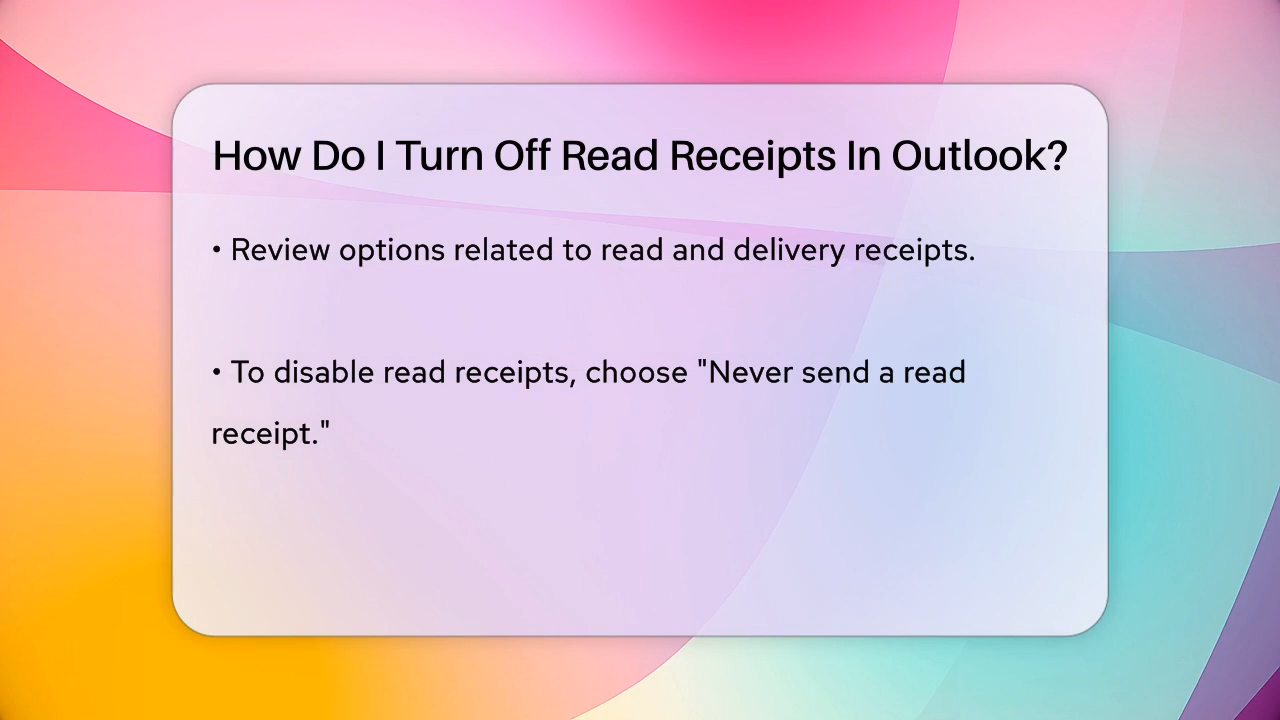 How Do I Turn Off Read Receipts In Outlook?
• Review options related to read and delivery receipts.
• To disable read receipts, choose "Never send a read
receipt."